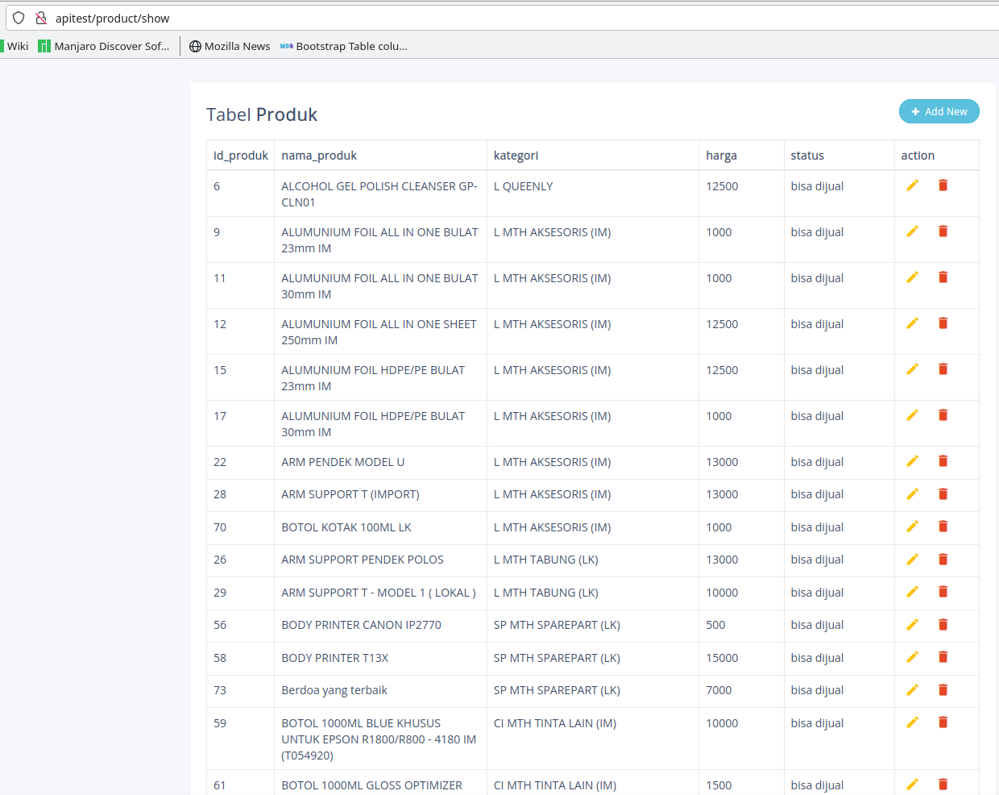 apitest/product/show
Wiki Manjaro Discover Sof... Mozilla News MDB Bootstrap Table colu...
Tabel Produk + Add New
id_produk nama_produk kategori harga status action
6 ALCOHOL GEL POLISH CLEANSER GP- L QUEENLY 12500 bisa dijual
CLN01
9 ALUMUNIUM FOIL ALL IN ONE BULAT L MTH AKSESORIS (IM) 1000 bisa dijual
23mm IM
11 ALUMUNIUM FOIL ALL IN ONE BULAT L MTH AKSESORIS (IM) 1000 bisa dijual
30mm IM
12 ALUMUNIUM FOIL ALL IN ONE SHEET L MTH AKSESORIS (IM) 12500 bisa dijual
250mm IM
15 ALUMUNIUM FOIL HDPE/PE BULAT L MTH AKSESORIS (IM) 12500 bisa dijual
23mm IM
17 ALUMUNIUM FOIL HDPE/PE BULAT L MTH AKSESORIS (IM) 1000 bisa dijual
30mm IM
22 ARM PENDEK MODEL U L MTH AKSESORIS (IM) 13000 bisa dijual
28 ARM SUPPORT T (IMPORT) L MTH AKSESORIS (IM) 13000 bisa dijual
70 BOTOL KOTAK 100ML LK L MTH AKSESORIS (IM) 1000 bisa dijual
26 ARM SUPPORT PENDEK POLOS L MTH TABUNG (LK) 13000 bisa dijual
29 ARM SUPPORT T - MODEL 1 ( LOKAL ) L MTH TABUNG (LK) 10000 bisa dijual
56 BODY PRINTER CANON IP2770 SP MTH SPAREPART (LK) 500 bisa dijual
58 BODY PRINTER T13X SP MTH SPAREPART (LK) 15000 bisa dijual
73 Berdoa yang terbaik SP MTH SPAREPART (LK) 7000 bisa dijual
59 BOTOL 1000ML BLUE KHUSUS CI MTH TINTA LAIN (IM) 10000 bisa dijual
UNTUK EPSON R1800/R800 - 4180 IM
(T054920)
61 BOTOL 1000ML GLOSS OPTIMIZER CI MTH TINTA LAIN (IM) 1500 bisa dijual